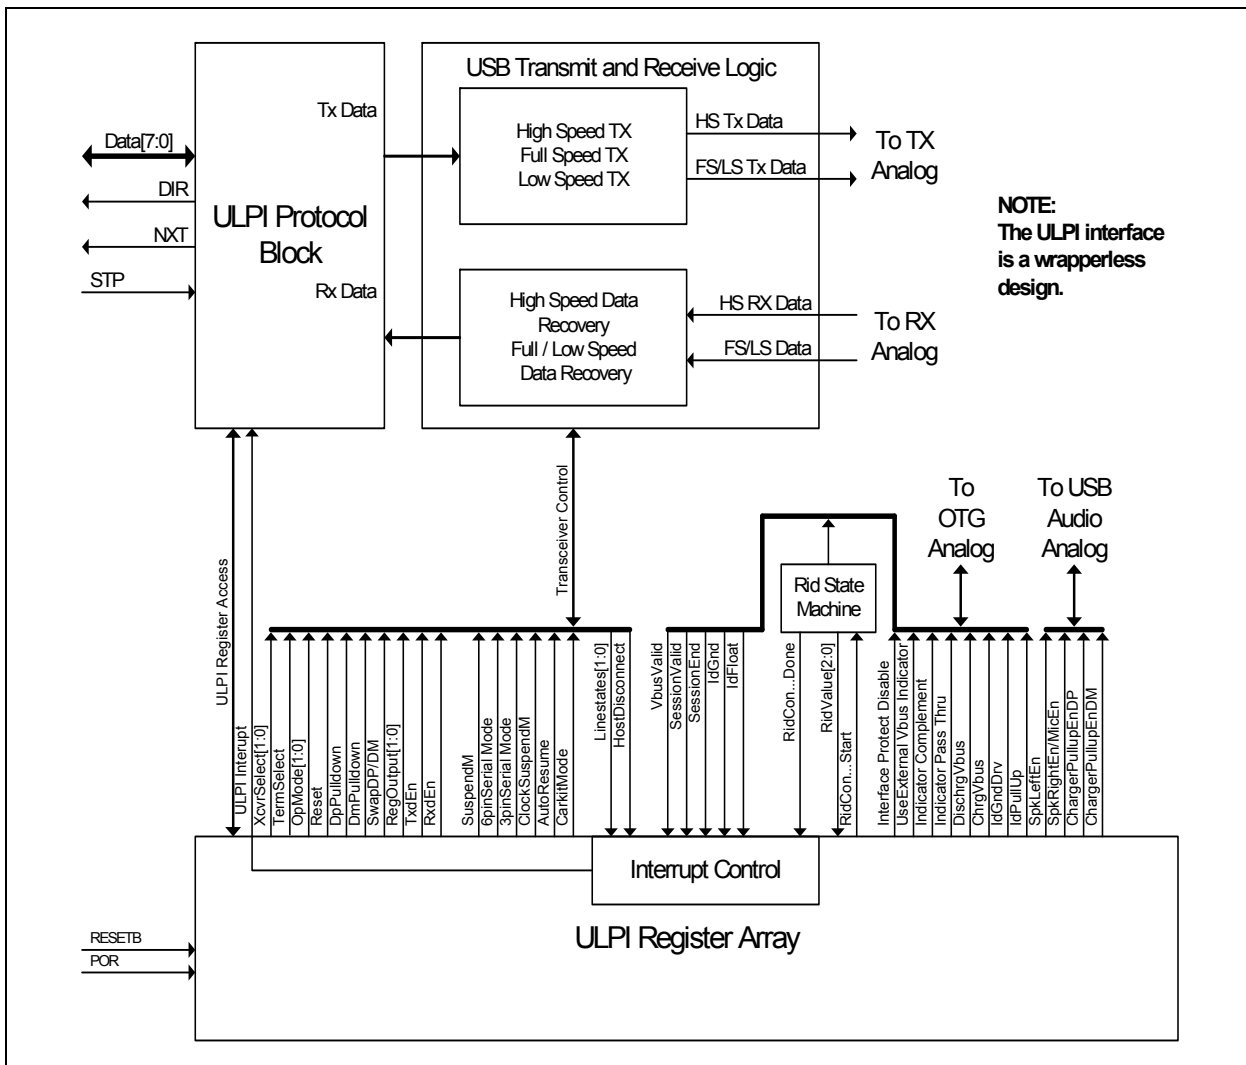 USB Transmit and Receive Logic
Tx Data
High Speed TX
Full Speed TX
Low Speed TX
HS Tx Data
FS/LS Tx Data
To TX
Analog
Data[7:0]
DIR
NXT
STP
ULPI Protocol
Block
Rx Data
High Speed Data
Recovery
Full / Low Speed
Data Recovery
HS RX Data
FS/LS Data
To RX
Analog
NOTE:
The ULPI interface
is a wrapperless
design.
ULPI Register Access
Transceiver Control
To
OTG
Analog
To USB
Audio
Analog
Rid State
Machine
ULPI Interupt
XcvrSelect[1:0]
TermSelect
OpMode[1:0]
Reset
DpPulldown
DmPulldown
SwapDP/DM
RegOutput[1:0]
TxdEn
RxdEn
SuspendM
6pinSerial Mode
3pinSerial Mode
ClockSuspendM
AutoResume
CarkitMode
Linestates[1:0]
HostDisconnect
VbusValid
SessionValid
SessionEnd
IdGnd
IdFloat
RidCon...Done
RidValue[2:0]
RidCon...Start
Interface Protect Disable
UseExternal Vbus Indicator
Indicator Complement
Indicator Pass Thru
DischrgVbus
ChrgVbus
IdGndDrv
IdPullUp
SpkLeftEn
SpkRightEn/MicEn
ChargerPullupEnDP
ChargerPullupEnDM
Interrupt Control
ULPI Register Array
RESETB
POR